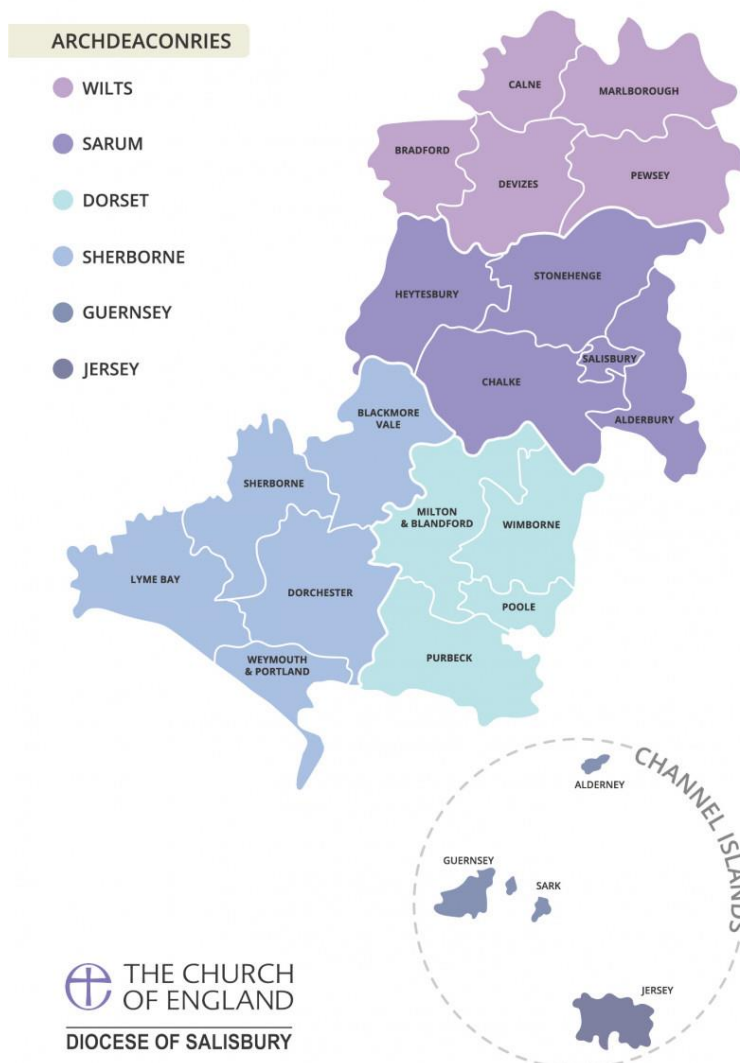 ARCHDEACONRIES
WILTS
SARUM
DORSET
SHERBORNE
GUERNSEY
JERSEY
CALNE
MARLBOROUGH
BRADFORD
DEVIZES
PEWSEY
STONEHENGE
HEYTESBURY
SALISBURY
CHALKE
ALDERBURY
BLACKMORE
VALE
SHERBORNE
MILTON
& BLANDFORD
WIMBORNE
LYME BAY
DORCHESTER
POOLE
PURBECK
WEYMOUTH
& PORTLAND
CHANNEL ISLANDS
ALDERNEY
GUERNSEY
SARK
JERSEY
THE CHURCH
OF ENGLAND
DIOCESE OF SALISBURY